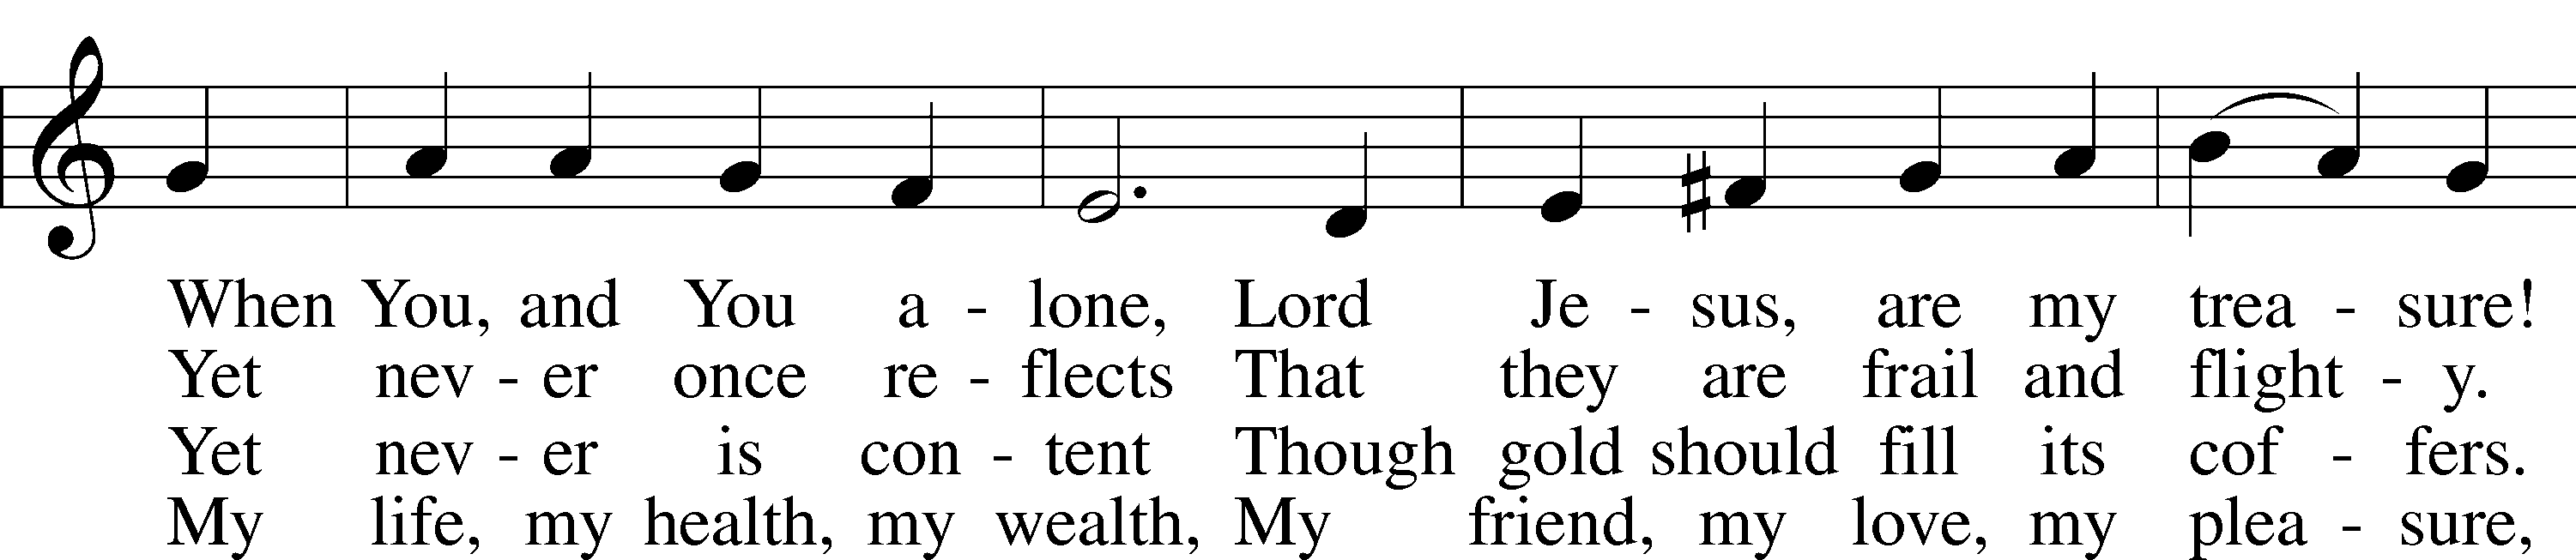 When You, and You a - lone, Lord Je - sus, are my trea - sure!
Yet nev - er once re - flects That they are frail and flight - y.
Yet nev - er is con - tent Though gold should fill its cof - fers.
My life, my health, my wealth, My friend, my love, my plea - sure,